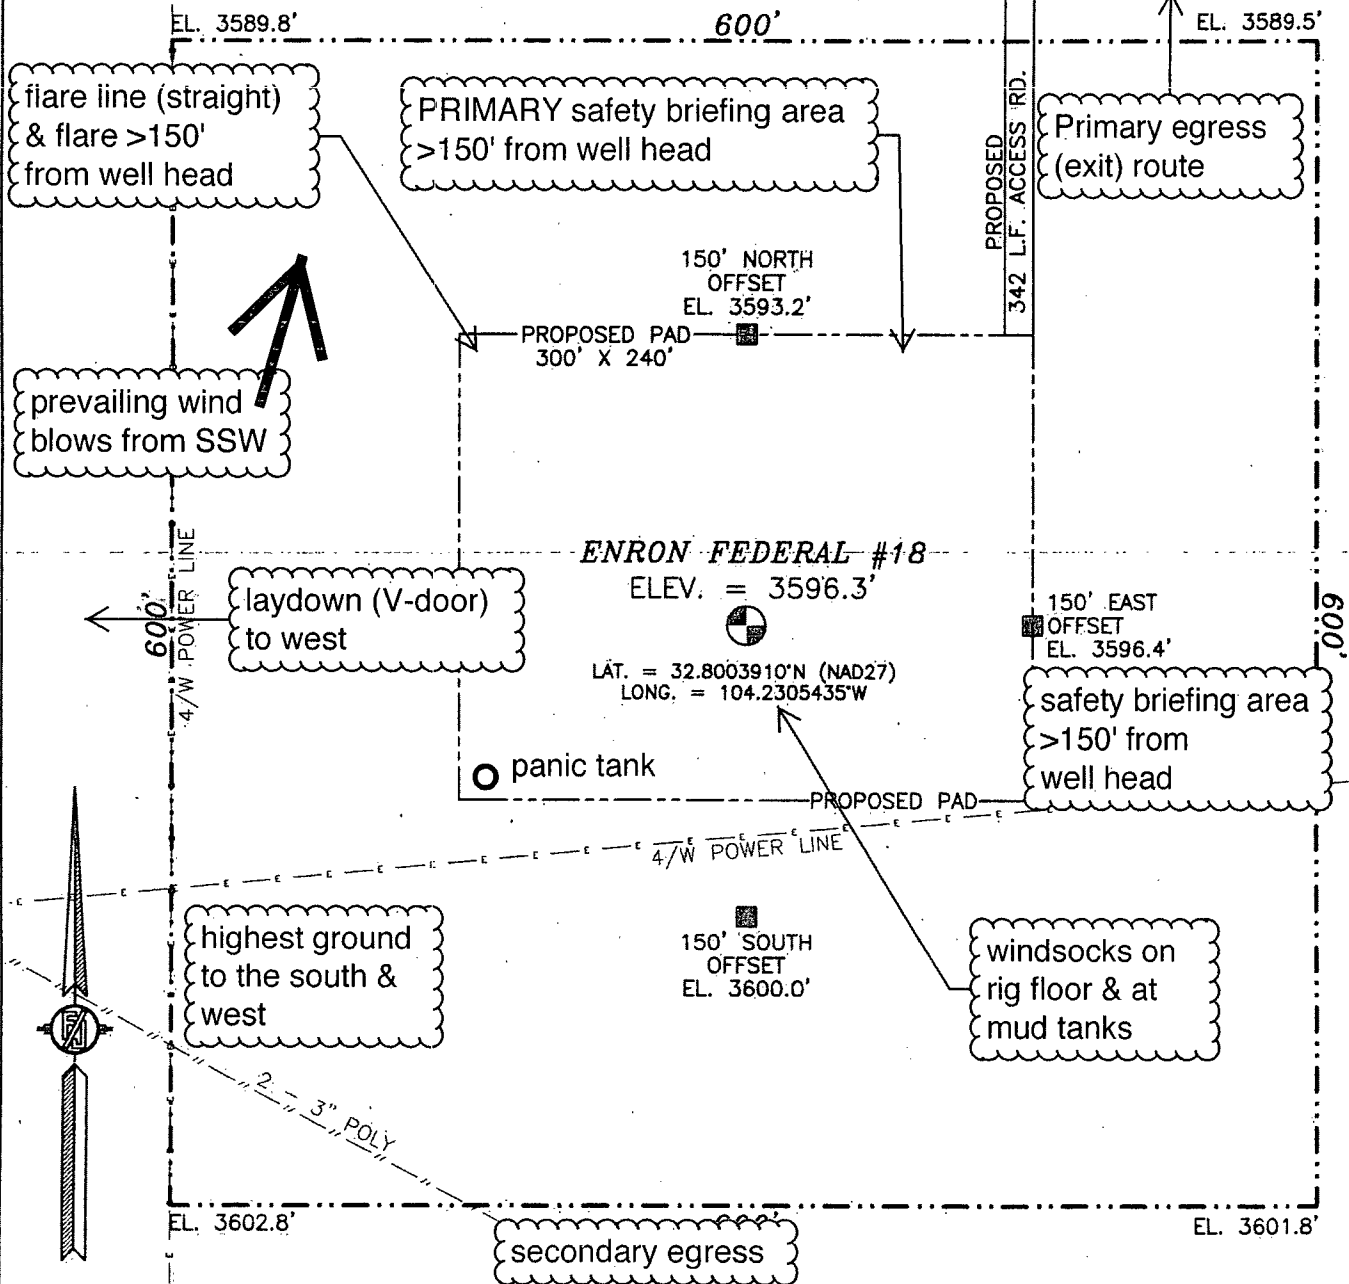 EL. 3589.8'
600'
EL. 3589.5'
flare line (straight)
& flare >150'
from well head
PRIMARY safety briefing area
>150' from well head
PROPOSED
342 L.F. ACCESS RD.
Primary egress
(exit) route
150' NORTH
OFFSET
EL. 3593.2'
PROPOSED PAD
300' X 240'
prevailing wind
blows from SSW
4/W POWER LINE
600'
laydown (V-door)
to west
ENRON FEDERAL #18
ELEV. = 3596.3'
LAT. = 32.8003910°N (NAD27)
LONG. = 104.2305435°W
150' EAST
OFFSET
EL. 3596.4'
600'
safety briefing area
>150' from
well head
panic tank
PROPOSED PAD
4/W POWER LINE
highest ground
to the south &
west
150' SOUTH
OFFSET
EL. 3600.0'
windsocks on
rig floor & at
mud tanks
2 - 3" POLY
EL. 3602.8'
EL. 3601.8'
secondary egress